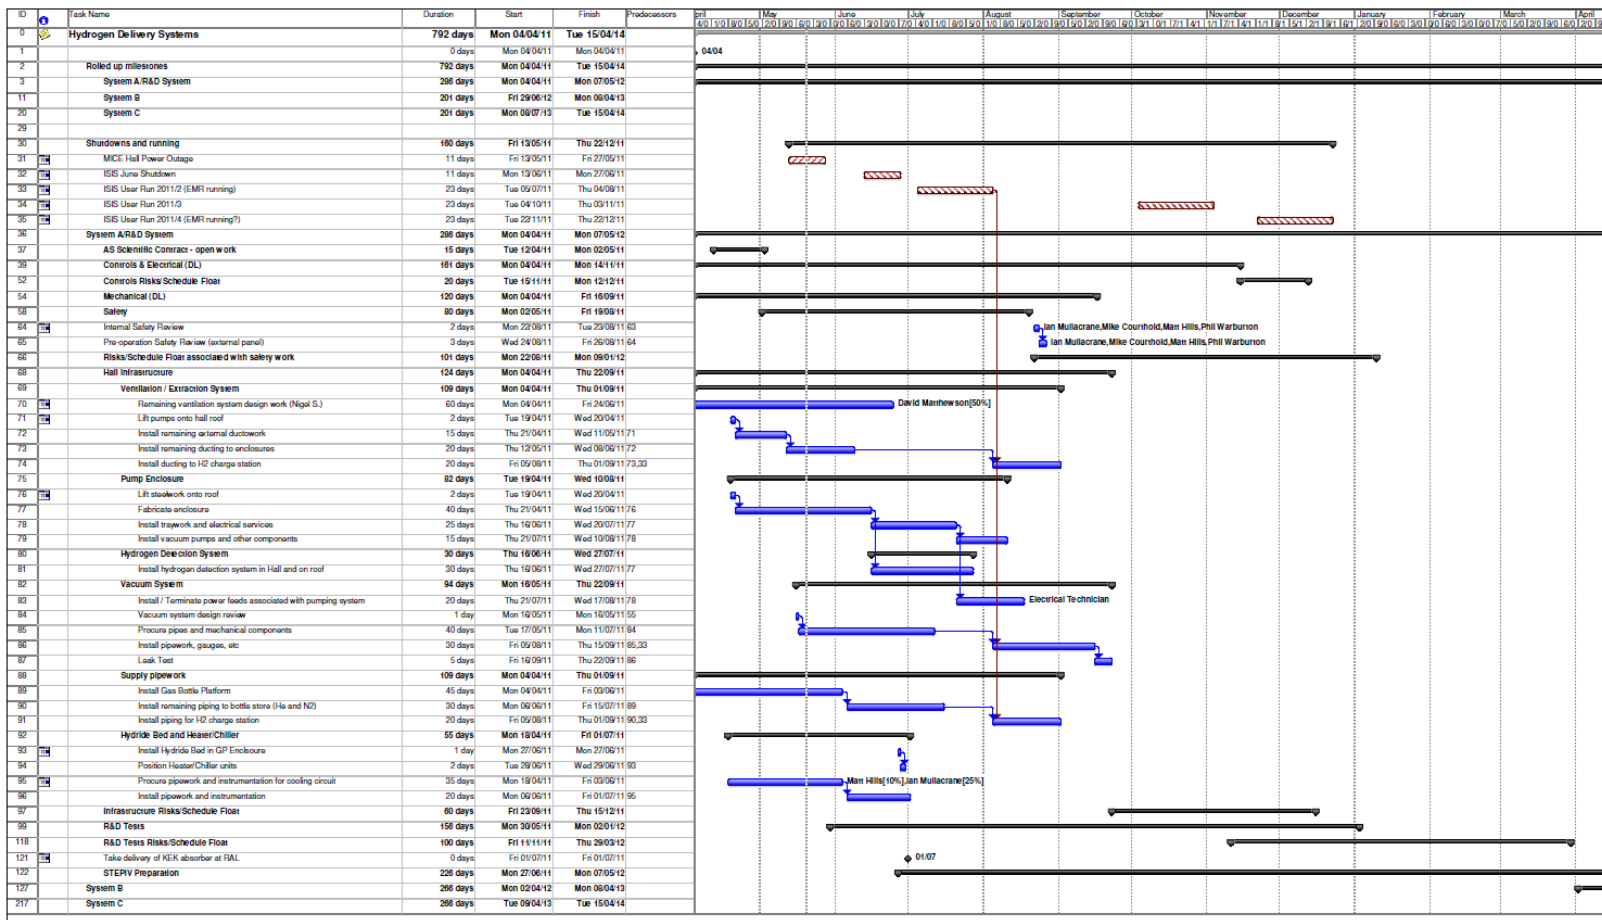 ID Task Name Duration Start Finish Predecessors May June July August September October November December January February March April
0 Hydrogen Delivery Systems 792 days Mon 04/04/11 Tue 15/04/14
1 0 days Mon 04/04/11 Mon 04/04/11 04/04
2 Rolled up milestones 792 days Mon 04/04/11 Tue 15/04/14
3 System A/R&D System 286 days Mon 04/04/11 Mon 07/05/12
11 System B 201 days Fri 29/06/12 Mon 08/04/13
20 System C 201 days Mon 08/07/13 Tue 15/04/14
29
30 Shutdowns and running 160 days Fri 13/05/11 Thu 22/12/11
31 MICE Hall Power Outage 11 days Fri 13/05/11 Fri 27/05/11
32 ISIS June Shutdown 11 days Mon 13/06/11 Mon 27/06/11
33 ISIS User Run 2011/2 (EMR running) 23 days Tue 05/07/11 Thu 04/08/11
34 ISIS User Run 2011/3 23 days Tue 04/10/11 Thu 03/11/11
35 ISIS User Run 2011/4 (EMR running?) 23 days Tue 22/11/11 Thu 22/12/11
36 System A/R&D System 286 days Mon 04/04/11 Mon 07/05/12
37 AS Scientific Contract - open work 15 days Tue 12/04/11 Mon 02/05/11
39 Controls & Electrical (DL) 161 days Mon 04/04/11 Mon 14/11/11
52 Controls Risks/Schedule Float 20 days Tue 15/11/11 Mon 12/12/11
54 Mechanical (DL) 120 days Mon 04/04/11 Fri 16/09/11
58 Safety 80 days Mon 02/05/11 Fri 19/08/11
64 Internal Safety Review 2 days Mon 22/08/11 Tue 23/08/11 63 Ian Mullacrane,Mike Courthold,Matt Hills,Phil Warburton
65 Pre-operation Safety Review (external panel) 3 days Wed 24/08/11 Fri 26/08/11 64 Ian Mullacrane,Mike Courthold,Matt Hills,Phil Warburton
66 Risks/Schedule Float associated with safety work 101 days Mon 22/08/11 Mon 09/01/12
68 Hall Infrastructure 124 days Mon 04/04/11 Thu 22/09/11
69 Ventilation / Extraction System 109 days Mon 04/04/11 Thu 01/09/11
70 Remaining ventilation system design work (Nigel S.) 60 days Mon 04/04/11 Fri 24/06/11 David Matthewson[50%]
71 Lift pumps onto hall roof 2 days Tue 19/04/11 Wed 20/04/11
72 Install remaining external ductwork 15 days Thu 21/04/11 Wed 11/05/11 71
73 Install remaining ducting to enclosures 20 days Thu 12/05/11 Wed 08/06/11 72
74 Install ducting to H2 charge station 20 days Fri 05/08/11 Thu 01/09/11 73,33
75 Pump Enclosure 82 days Tue 19/04/11 Wed 10/08/11
76 Lift steelwork onto roof 2 days Tue 19/04/11 Wed 20/04/11
77 Fabricate enclosure 40 days Thu 21/04/11 Wed 15/06/11 76
78 Install traywork and electrical services 25 days Thu 16/06/11 Wed 20/07/11 77
79 Install vacuum pumps and other components 15 days Thu 21/07/11 Wed 10/08/11 78
80 Hydrogen Detection System 30 days Thu 16/06/11 Wed 27/07/11
81 Install hydrogen detection system in Hall and on roof 30 days Thu 16/06/11 Wed 27/07/11 77
82 Vacuum System 94 days Mon 16/05/11 Thu 22/09/11
83 Install / Terminate power feeds associated with pumping system 20 days Thu 21/07/11 Wed 17/08/11 78 Electrical Technician
84 Vacuum system design review 1 day Mon 16/05/11 Mon 16/05/11 55
85 Procure pipes and mechanical components 40 days Tue 17/05/11 Mon 11/07/11 84
86 Install pipework, gauges, etc 30 days Fri 05/08/11 Thu 15/09/11 85,33
87 Leak Test 5 days Fri 16/09/11 Thu 22/09/11 86
88 Supply pipework 109 days Mon 04/04/11 Thu 01/09/11
89 Install Gas Bottle Platform 45 days Mon 04/04/11 Fri 03/06/11
90 Install remaining piping to bottle store (He and N2) 30 days Mon 06/06/11 Fri 15/07/11 89
91 Install piping for H2 charge station 20 days Fri 05/08/11 Thu 01/09/11 90,33
92 Hydride Bed and Heater/Chiller 55 days Mon 18/04/11 Fri 01/07/11
93 Install Hydride Bed in GP Enclsoure 1 day Mon 27/06/11 Mon 27/06/11
94 Position Heater/Chiller units 2 days Tue 28/06/11 Wed 29/06/11 93
95 Procure pipework and instrumentation for cooling circuit 35 days Mon 18/04/11 Fri 03/06/11 Matt Hills[10%],Ian Mullacrane[25%]
96 Install pipework and instrumentation 20 days Mon 06/06/11 Fri 01/07/11 95
97 Infrastructure Risks/Schedule Float 60 days Fri 23/09/11 Thu 15/12/11
99 R&D Tests 156 days Mon 30/05/11 Mon 02/01/12
118 R&D Tests Risks/Schedule Float 100 days Fri 11/11/11 Thu 29/03/12
121 Take delivery of KEK absorber at RAL 0 days Fri 01/07/11 Fri 01/07/11 01/07
122 STEPIV Preparation 226 days Mon 27/06/11 Mon 07/05/12
127 System B 266 days Mon 02/04/12 Mon 08/04/13
217 System C 266 days Tue 09/04/13 Tue 15/04/14